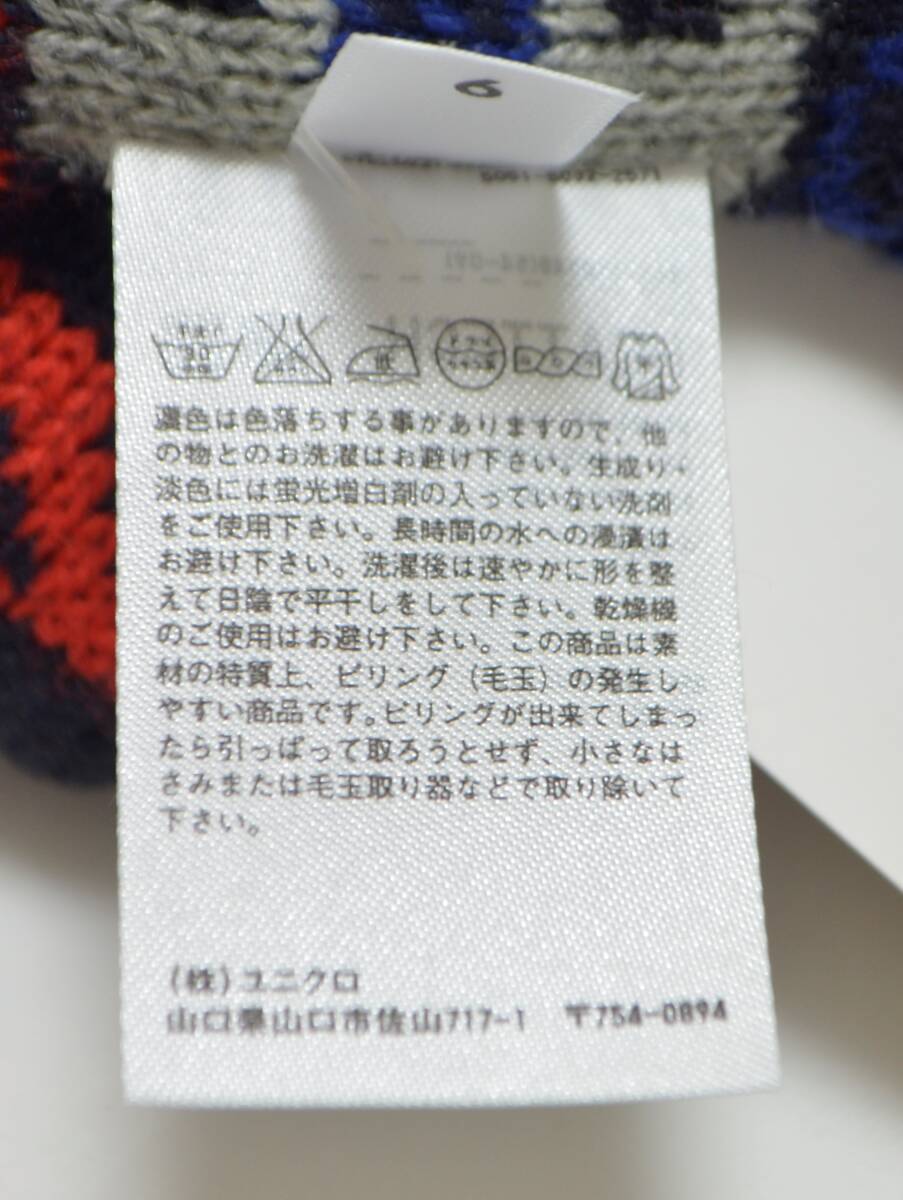 9
手洗イ
30
中性
低
ドライ
濃色は色落ちする事がありますので、他
の物とのお洗濯はお避け下さい。生成り・
淡色には蛍光増白剤の入っていない洗剤
をご使用下さい。長時間の水への浸漬は
お避け下さい。洗濯後は速やかに形を整
えて日陰で平干しをして下さい。乾燥機
のご使用はお避け下さい。この商品は素
材の特質上、ピリング（毛玉）の発生し
やすい商品です。ピリングが出来てしまっ
たら引っぱって取ろうとせず、小さなは
さみまたは毛玉取り器などで取り除いて
下さい。
(株)ユニクロ
山口県山口市佐山717-1 〒754-0894